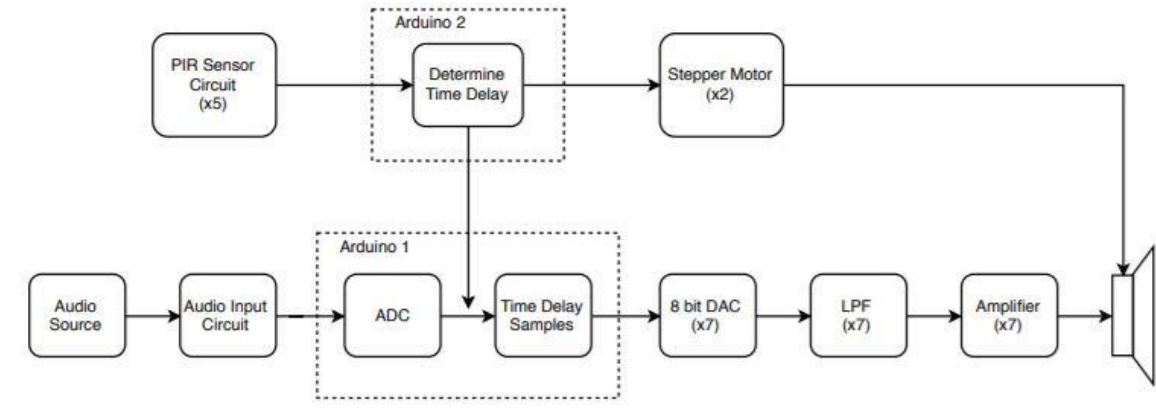 Arduino 2
PIR Sensor
Circuit
(x5)
Determine
Time Delay
Stepper Motor
(x2)
Arduino 1
Audio
Source
Audio Input
Circuit
ADC
Time Delay
Samples
8 bit DAC
(x7)
LPF
(x7)
Amplifier
(x7)